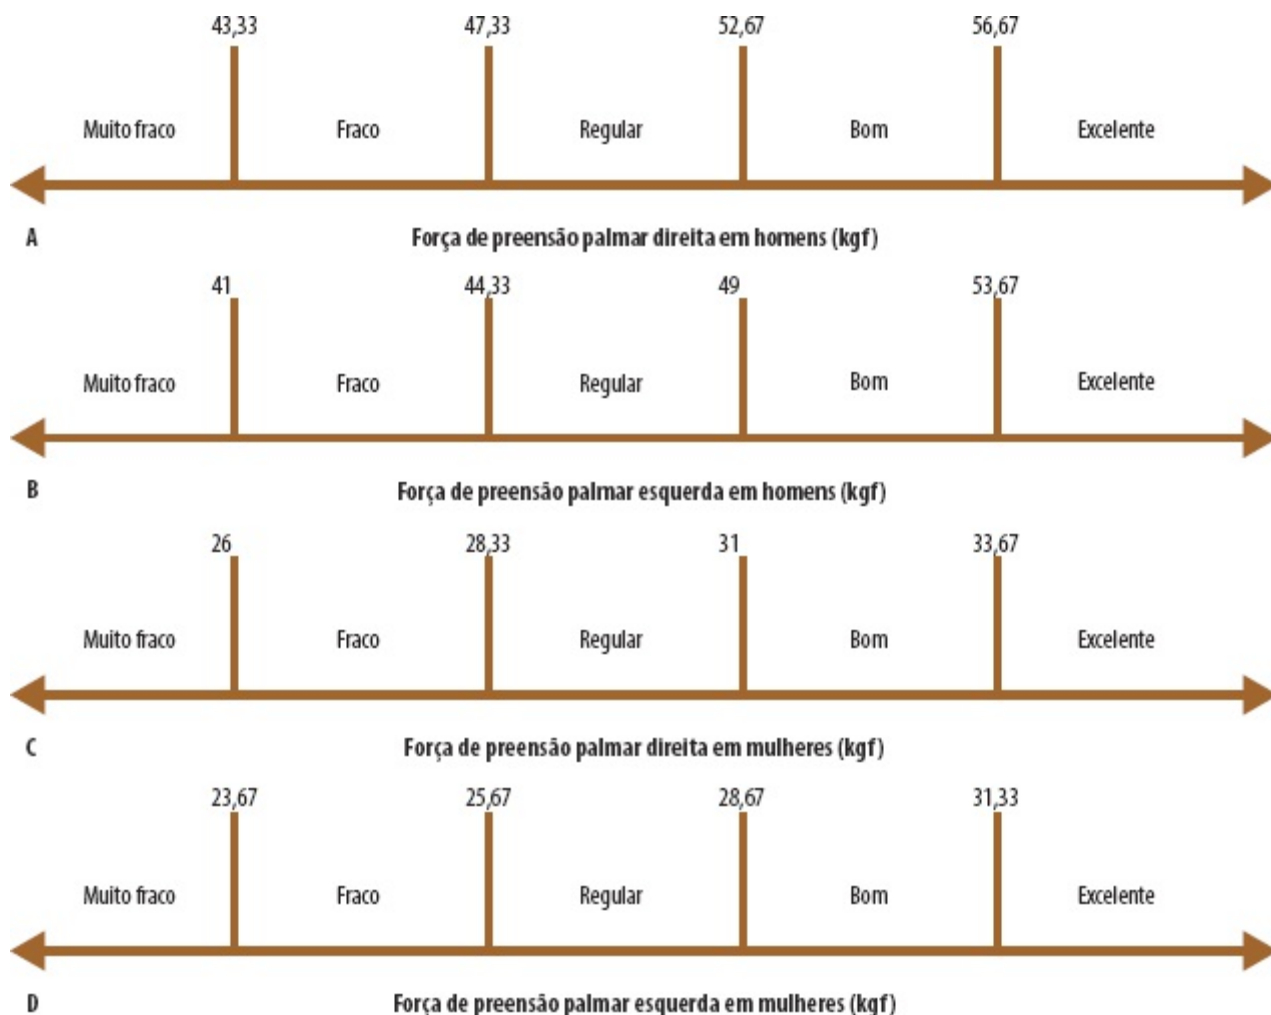 43,33 47,33 52,67 56,67
Muito fraco Fraco Regular Bom Excelente
A Força de preensão palmar direita em homens (kgf)
41 44,33 49 53,67
Muito fraco Fraco Regular Bom Excelente
B Força de preensão palmar esquerda em homens (kgf)
26 28,33 31 33,67
Muito fraco Fraco Regular Bom Excelente
C Força de preensão palmar direita em mulheres (kgf)
23,67 25,67 28,67 31,33
Muito fraco Fraco Regular Bom Excelente
D Força de preensão palmar esquerda em mulheres (kgf)